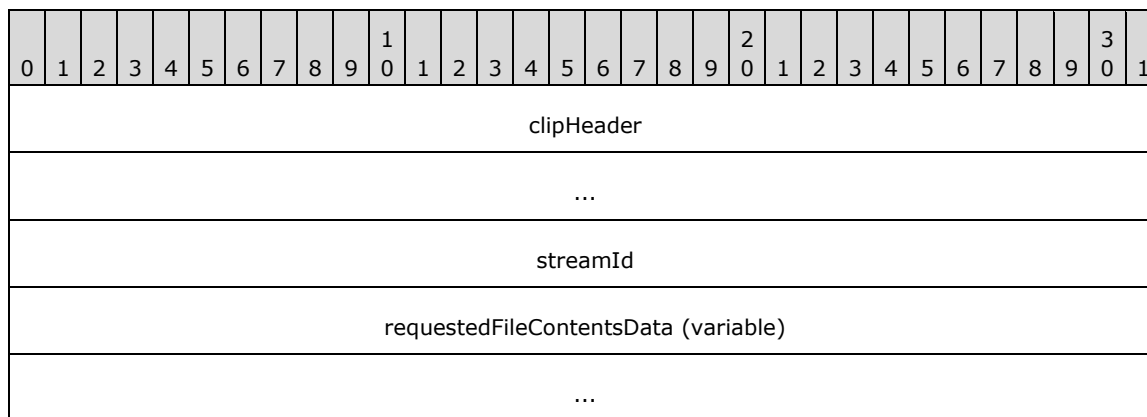 1 2 3
0 1 2 3 4 5 6 7 8 9 0 1 2 3 4 5 6 7 8 9 0 1 2 3 4 5 6 7 8 9 0 1
clipHeader
...
streamId
requestedFileContentsData (variable)
...